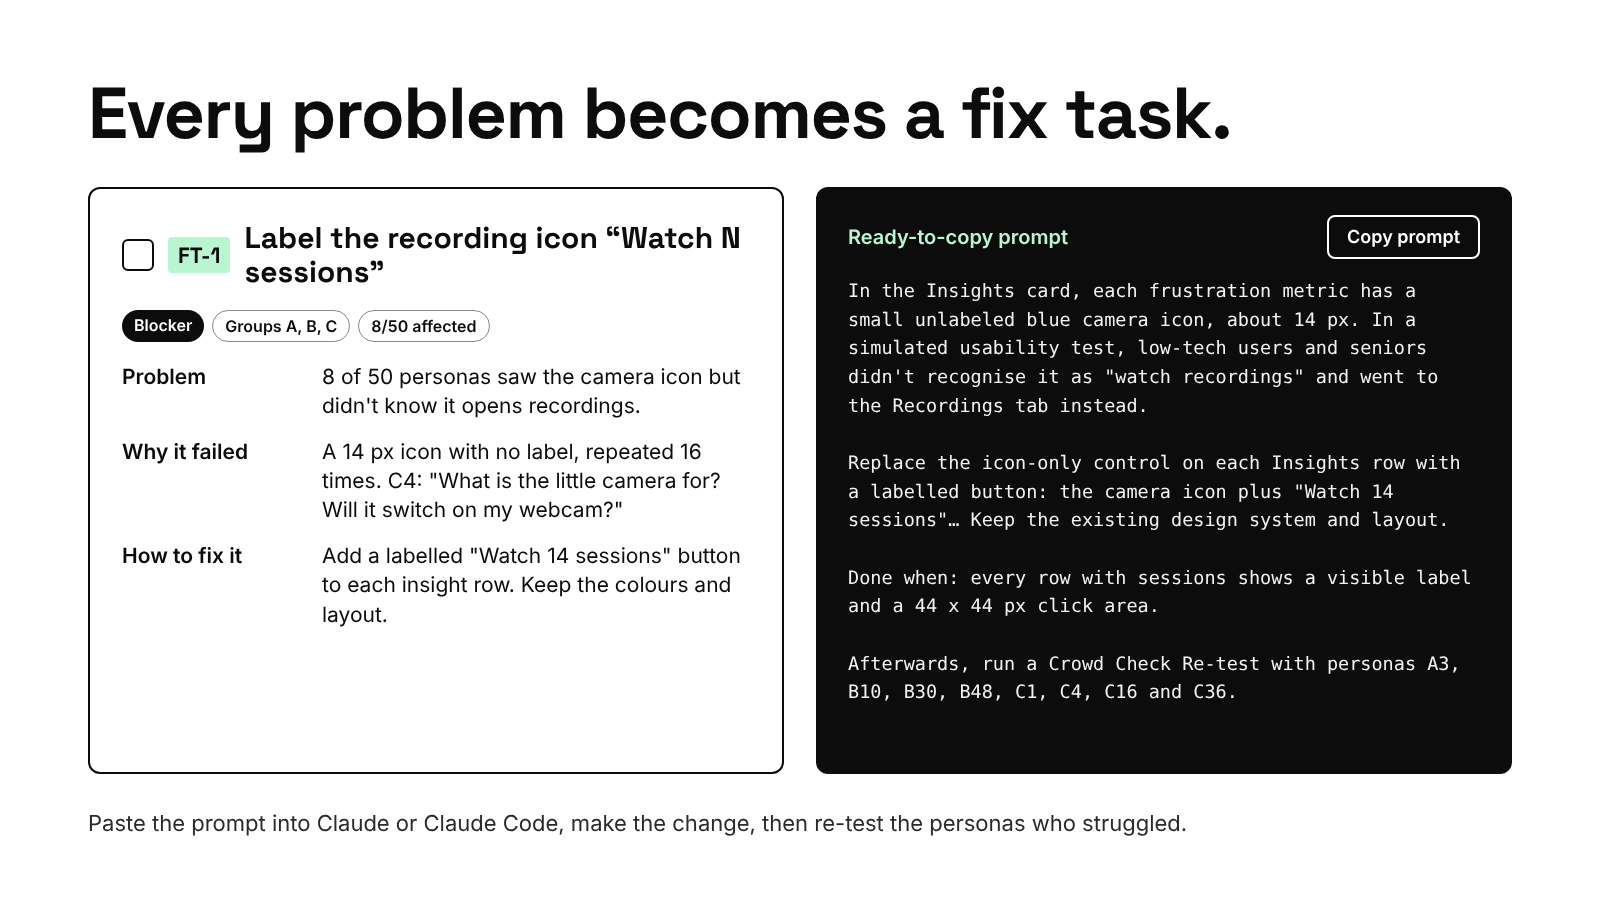 Every problem becomes a fix task.
FT-1
Label the recording icon “Watch N
sessions”
Blocker
Groups A, B, C
8/50 affected
Problem
8 of 50 personas saw the camera icon but
didn't know it opens recordings.
Why it failed
A 14 px icon with no label, repeated 16
times. C4: "What is the little camera for?
Will it switch on my webcam?"
How to fix it
Add a labelled "Watch 14 sessions" button
to each insight row. Keep the colours and
layout.
Ready-to-copy prompt
Copy prompt
In the Insights card, each frustration metric has a
small unlabeled blue camera icon, about 14 px. In a
simulated usability test, low-tech users and seniors
didn't recognise it as "watch recordings" and went to
the Recordings tab instead.
Replace the icon-only control on each Insights row with
a labelled button: the camera icon plus "Watch 14
sessions"… Keep the existing design system and layout.
Done when: every row with sessions shows a visible label
and a 44 x 44 px click area.
Afterwards, run a Crowd Check Re-test with personas A3,
B10, B30, B48, C1, C4, C16 and C36.
Paste the prompt into Claude or Claude Code, make the change, then re-test the personas who struggled.